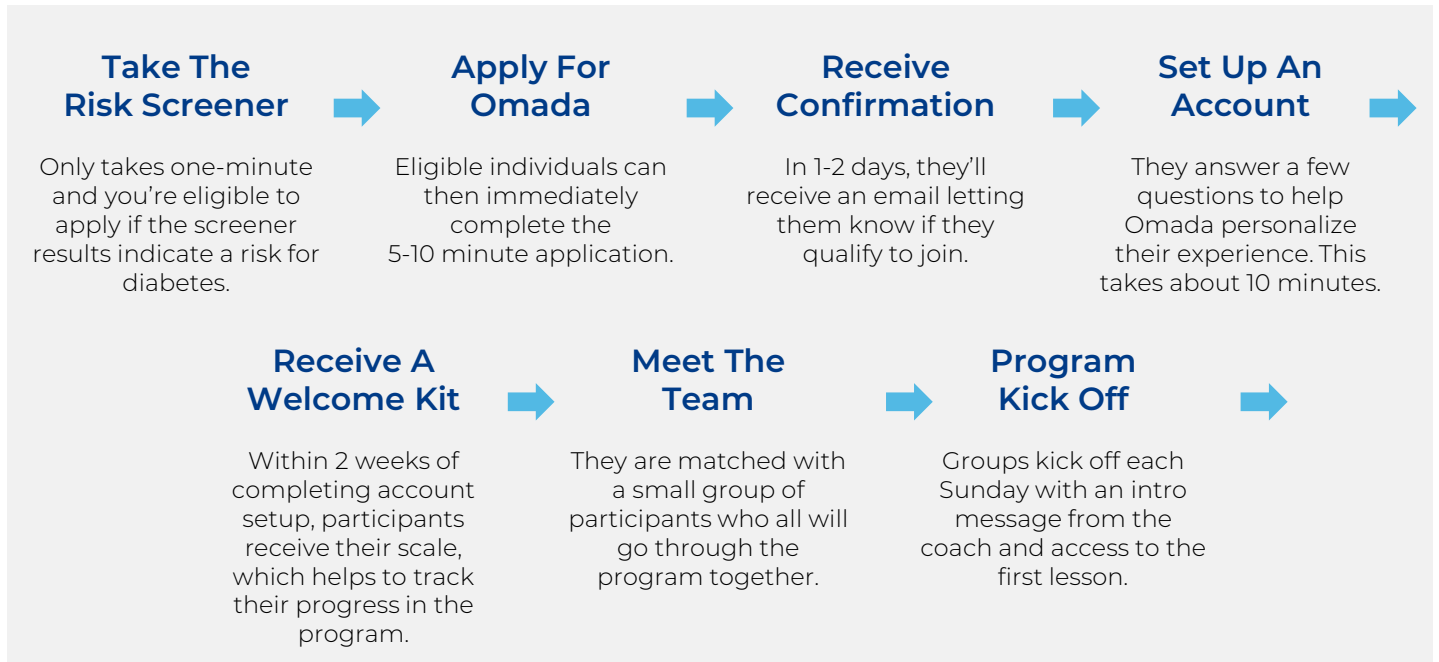 Take The
Risk Screener
Only takes one-minute
and you're eligible to
apply if the screener
results indicate a risk for
diabetes.
Apply For
Omada
Eligible individuals can
then immediately
complete the
5-10 minute application.
Receive
Confirmation
In 1-2 days, they'll
receive an email letting
them know if they
qualify to join.
Set Up An
Account
They answer a few
questions to help
Omada personalize
their experience. This
takes about 10 minutes.
Receive A
Welcome Kit
Within 2 weeks of
completing account
setup, participants
receive their scale,
which helps to track
their progress in the
program.
Meet The
Team
They are matched with
a small group of
participants who all will
go through the
program together.
Program
Kick Off
Groups kick off each
Sunday with an intro
message from the
coach and access to the
first lesson.